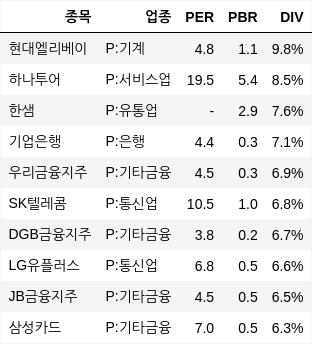 종목 업종 PER PBR DIV
현대엘리베이 P:기계 4.8 1.1 9.8%
하나투어 P:서비스업 19.5 5.4 8.5%
한샘 P:유통업 - 2.9 7.6%
기업은행 P:은행 4.4 0.3 7.1%
우리금융지주 P:기타금융 4.5 0.3 6.9%
SK텔레콤 P:통신업 10.5 1.0 6.8%
DGB금융지주 P:기타금융 3.8 0.2 6.7%
LG유플러스 P:통신업 6.8 0.5 6.6%
JB금융지주 P:기타금융 4.5 0.5 6.5%
삼성카드 P:기타금융 7.0 0.5 6.3%